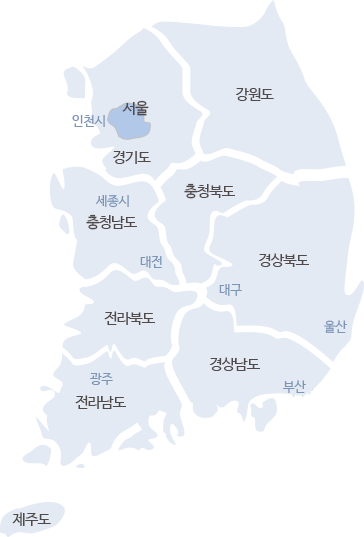 강원도
서울
인천시
경기도
충청북도
세종시
충청남도
대전
경상북도
대구
전라북도
울산
경상남도
광주
부산
전라남도
제주도